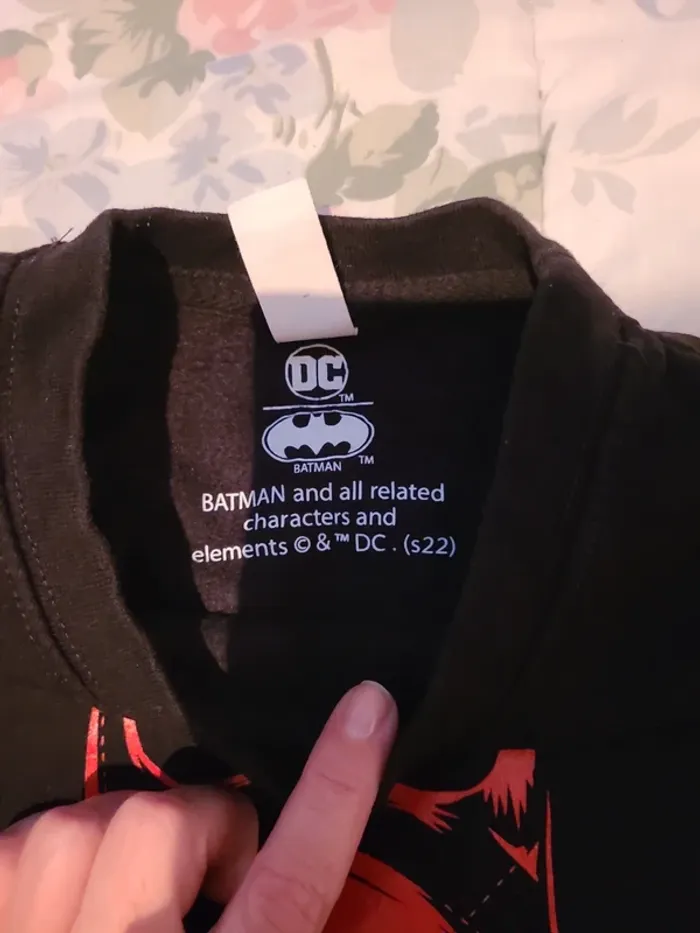 DC
TM
BATMAN TM
BATMAN and all related
characters and
elements © &™ DC . (s22)